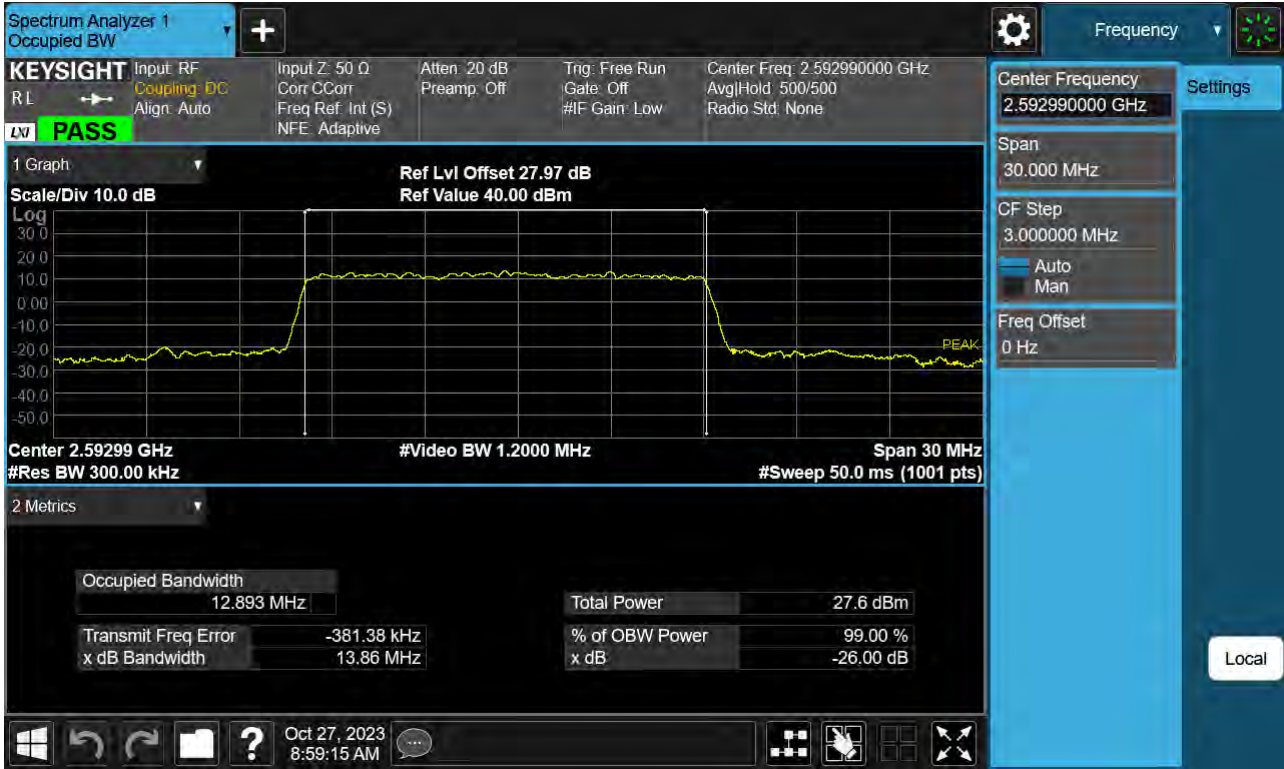 Spectrum Analyzer 1
Occupied BW
+
Frequency
KEYSIGHT
R L
LXI
PASS
Input: RF
Coupling: DC
Align: Auto
Input Z: 50 Ω
Corr CCorr
Freq Ref: Int (S)
NFE: Adaptive
Atten: 20 dB
Preamp: Off
Trig: Free Run
Gate: Off
#IF Gain: Low
Center Freq: 2.592990000 GHz
Avg|Hold: 500/500
Radio Std: None
Center Frequency
2.592990000 GHz
Settings
Span
30.000 MHz
CF Step
3.000000 MHz
Auto
Man
Freq Offset
0 Hz
Local
1 Graph
Scale/Div 10.0 dB
Ref Lvl Offset 27.97 dB
Ref Value 40.00 dBm
Log
30.0
20.0
10.0
0.00
-10.0
-20.0
-30.0
-40.0
-50.0
PEAK
Center 2.59299 GHz
#Video BW 1.2000 MHz
Span 30 MHz
#Res BW 300.00 kHz
#Sweep 50.0 ms (1001 pts)
2 Metrics
Occupied Bandwidth
12.893 MHz
Total Power 27.6 dBm
Transmit Freq Error -381.38 kHz
% of OBW Power 99.00 %
x dB Bandwidth 13.86 MHz
x dB -26.00 dB
?
Oct 27, 2023
8:59:15 AM